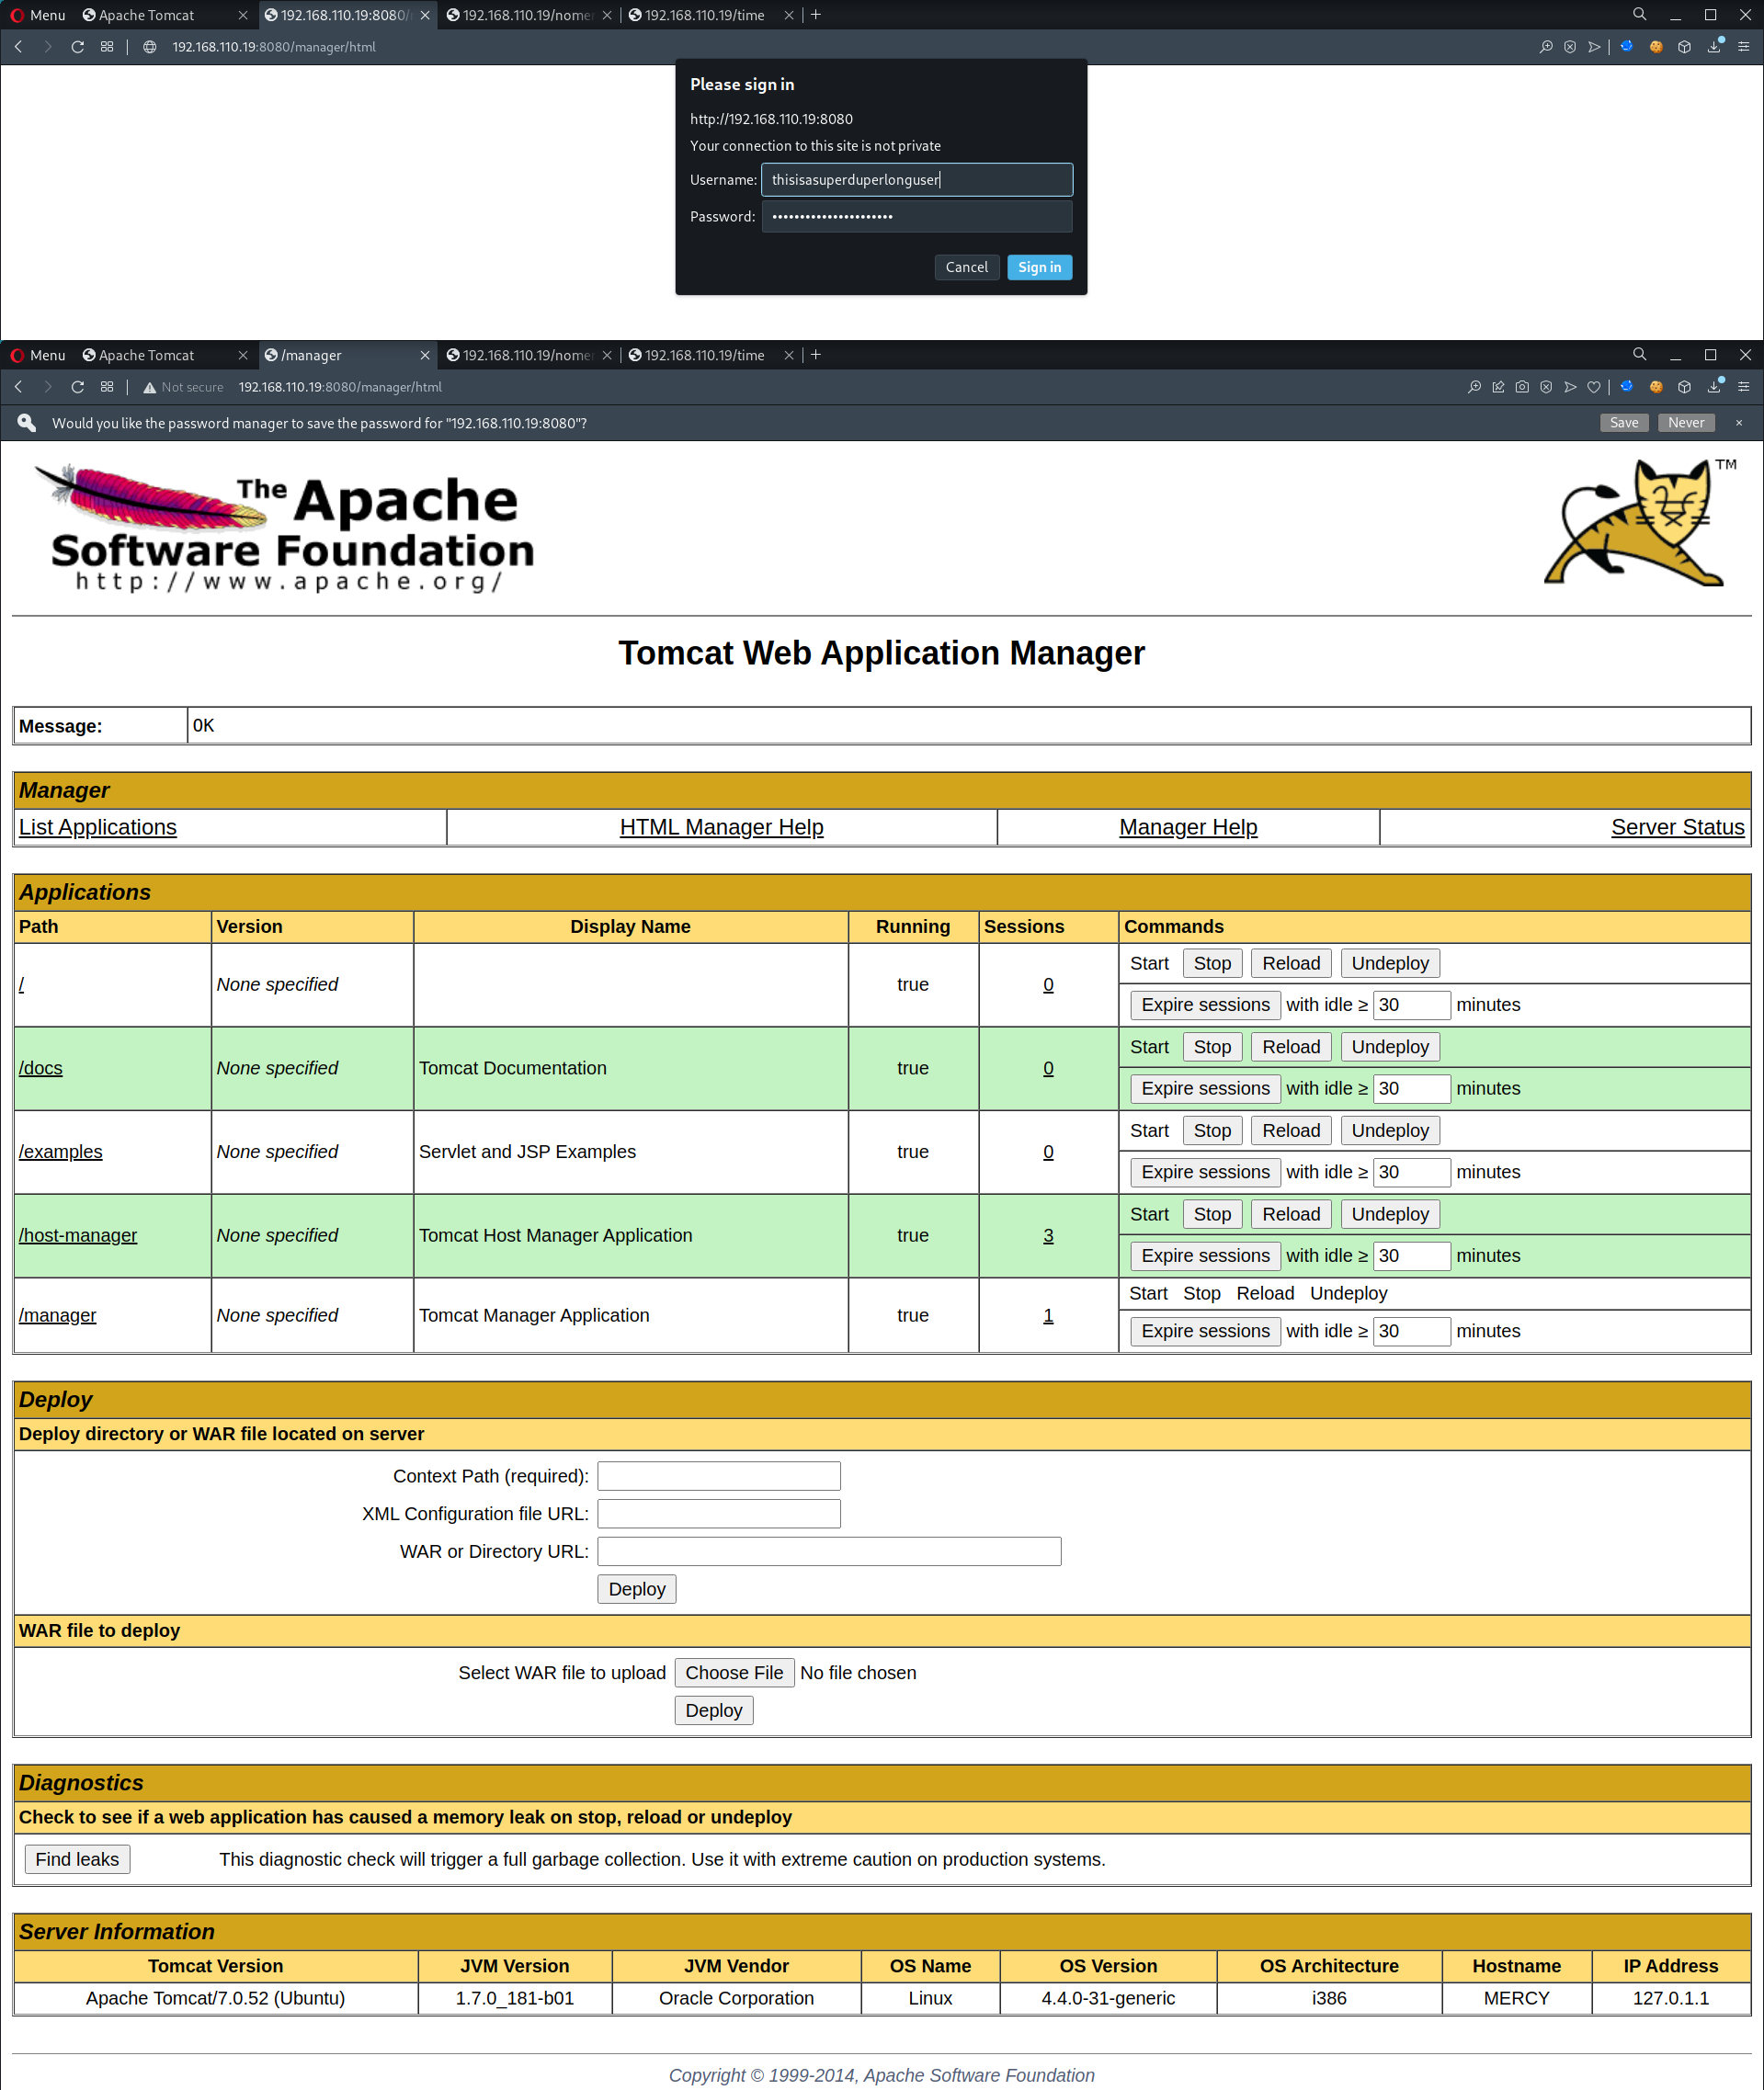 Menu Apache Tomcat 192.168.110.19:8080/ 192.168.110.19/nome 192.168.110.19/time
192.168.110.19:8080/manager/html
Please sign in
http://192.168.110.19:8080
Your connection to this site is not private
Username: thisisasuperduperlonguser
Password: ••••••••••••••••••••••
Cancel Sign in
Menu Apache Tomcat /manager 192.168.110.19/nome 192.168.110.19/time
Not secure 192.168.110.19:8080/manager/html
Would you like the password manager to save the password for "192.168.110.19:8080"? Save Never ×
The Apache
Software Foundation
http://www.apache.org/
TM
Tomcat Web Application Manager
Message: OK
Manager
List Applications HTML Manager Help Manager Help Server Status
Applications
Path Version Display Name Running Sessions Commands
/ None specified true 0 Start Stop Reload Undeploy
Expire sessions with idle ≥ 30 minutes
/docs None specified Tomcat Documentation true 0 Start Stop Reload Undeploy
Expire sessions with idle ≥ 30 minutes
/examples None specified Servlet and JSP Examples true 0 Start Stop Reload Undeploy
Expire sessions with idle ≥ 30 minutes
/host-manager None specified Tomcat Host Manager Application true 3 Start Stop Reload Undeploy
Expire sessions with idle ≥ 30 minutes
/manager None specified Tomcat Manager Application true 1 Start Stop Reload Undeploy
Expire sessions with idle ≥ 30 minutes
Deploy
Deploy directory or WAR file located on server
Context Path (required):
XML Configuration file URL:
WAR or Directory URL:
Deploy
WAR file to deploy
Select WAR file to upload Choose File No file chosen
Deploy
Diagnostics
Check to see if a web application has caused a memory leak on stop, reload or undeploy
Find leaks This diagnostic check will trigger a full garbage collection. Use it with extreme caution on production systems.
Server Information
Tomcat Version JVM Version JVM Vendor OS Name OS Version OS Architecture Hostname IP Address
Apache Tomcat/7.0.52 (Ubuntu) 1.7.0_181-b01 Oracle Corporation Linux 4.4.0-31-generic i386 MERCY 127.0.1.1
Copyright © 1999-2014, Apache Software Foundation